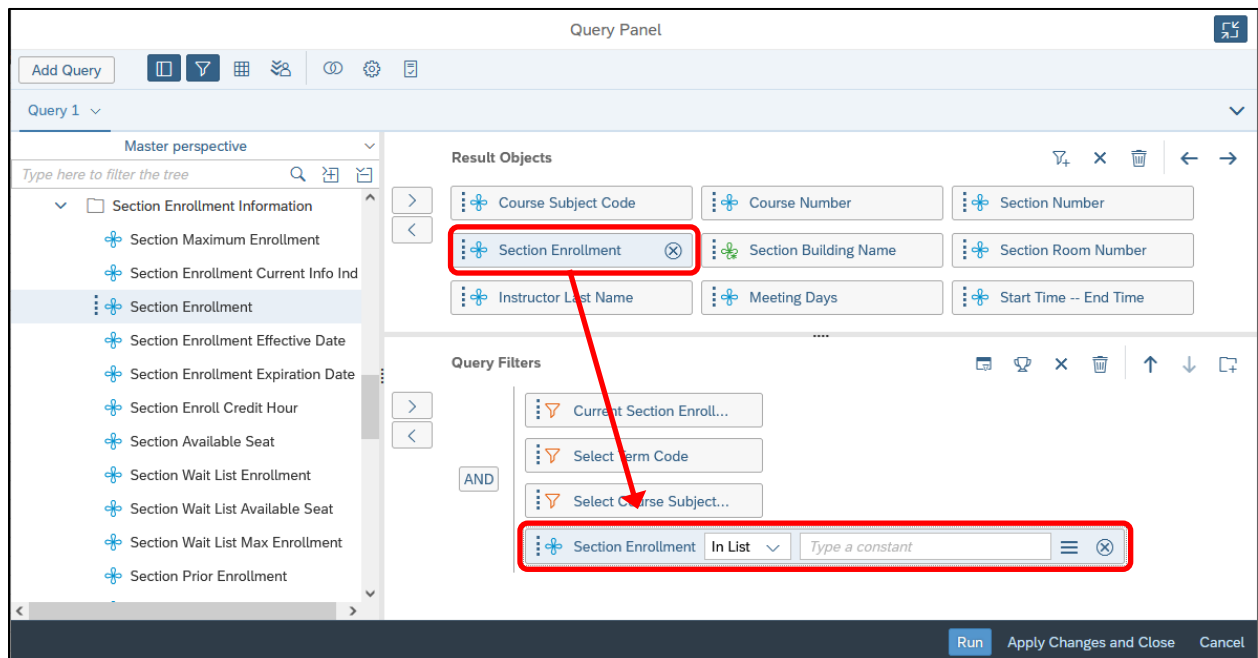 Query Panel
Add Query
Query 1
Master perspective
Type here to filter the tree
Section Enrollment Information
Section Maximum Enrollment
Section Enrollment Current Info Ind
Section Enrollment
Section Enrollment Effective Date
Section Enrollment Expiration Date
Section Enroll Credit Hour
Section Available Seat
Section Wait List Enrollment
Section Wait List Available Seat
Section Wait List Max Enrollment
Section Prior Enrollment
Result Objects
Course Subject Code
Course Number
Section Number
Section Enrollment
Section Building Name
Section Room Number
Instructor Last Name
Meeting Days
Start Time -- End Time
Query Filters
AND
Current Section Enroll...
Select Term Code
Select Course Subject...
Section Enrollment In List Type a constant
Run Apply Changes and Close Cancel